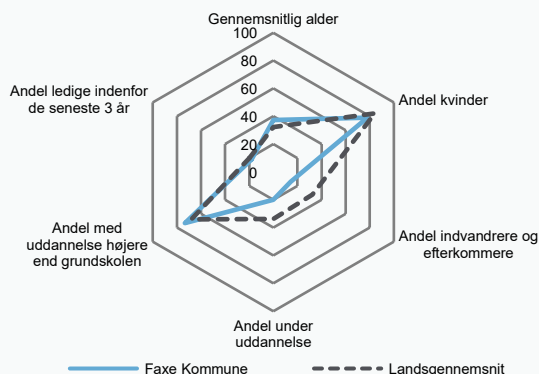 Gennemsnitlig alder
100
80
60
40
20
0
Andel kvinder
Andel indvandrere og
efterkommere
Andel under
uddannelse
Andel med
uddannelse højere
end grundskolen
Andel ledige indenfor
de seneste 3 år
Faxe Kommune
Landsgennemsnit